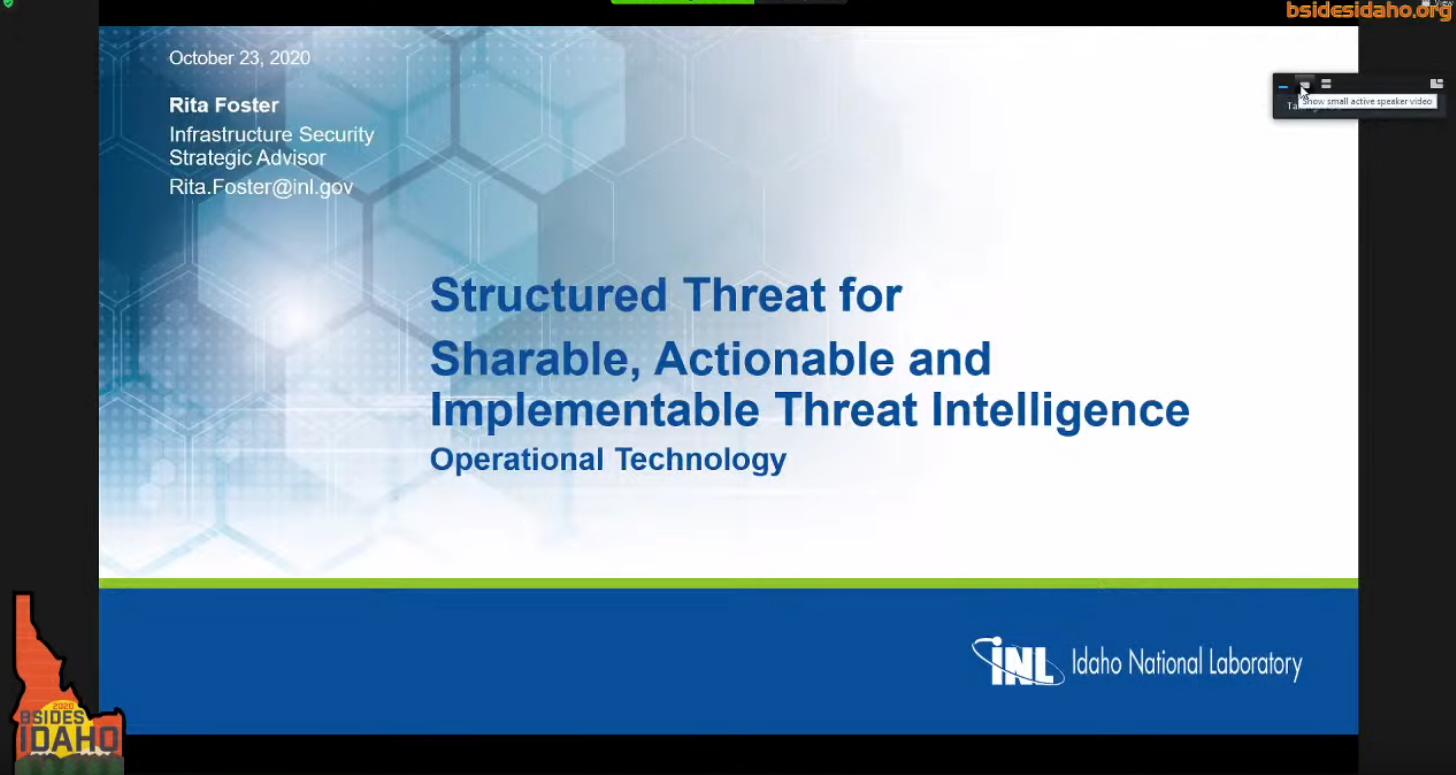 bsidesidaho.org
October 23, 2020
Rita Foster
Infrastructure Security
Strategic Advisor
Rita.Foster@inl.gov
Show small active speaker video
Structured Threat for
Sharable, Actionable and
Implementable Threat Intelligence
Operational Technology
INL Idaho National Laboratory
2020
BSIDES
IDAHO